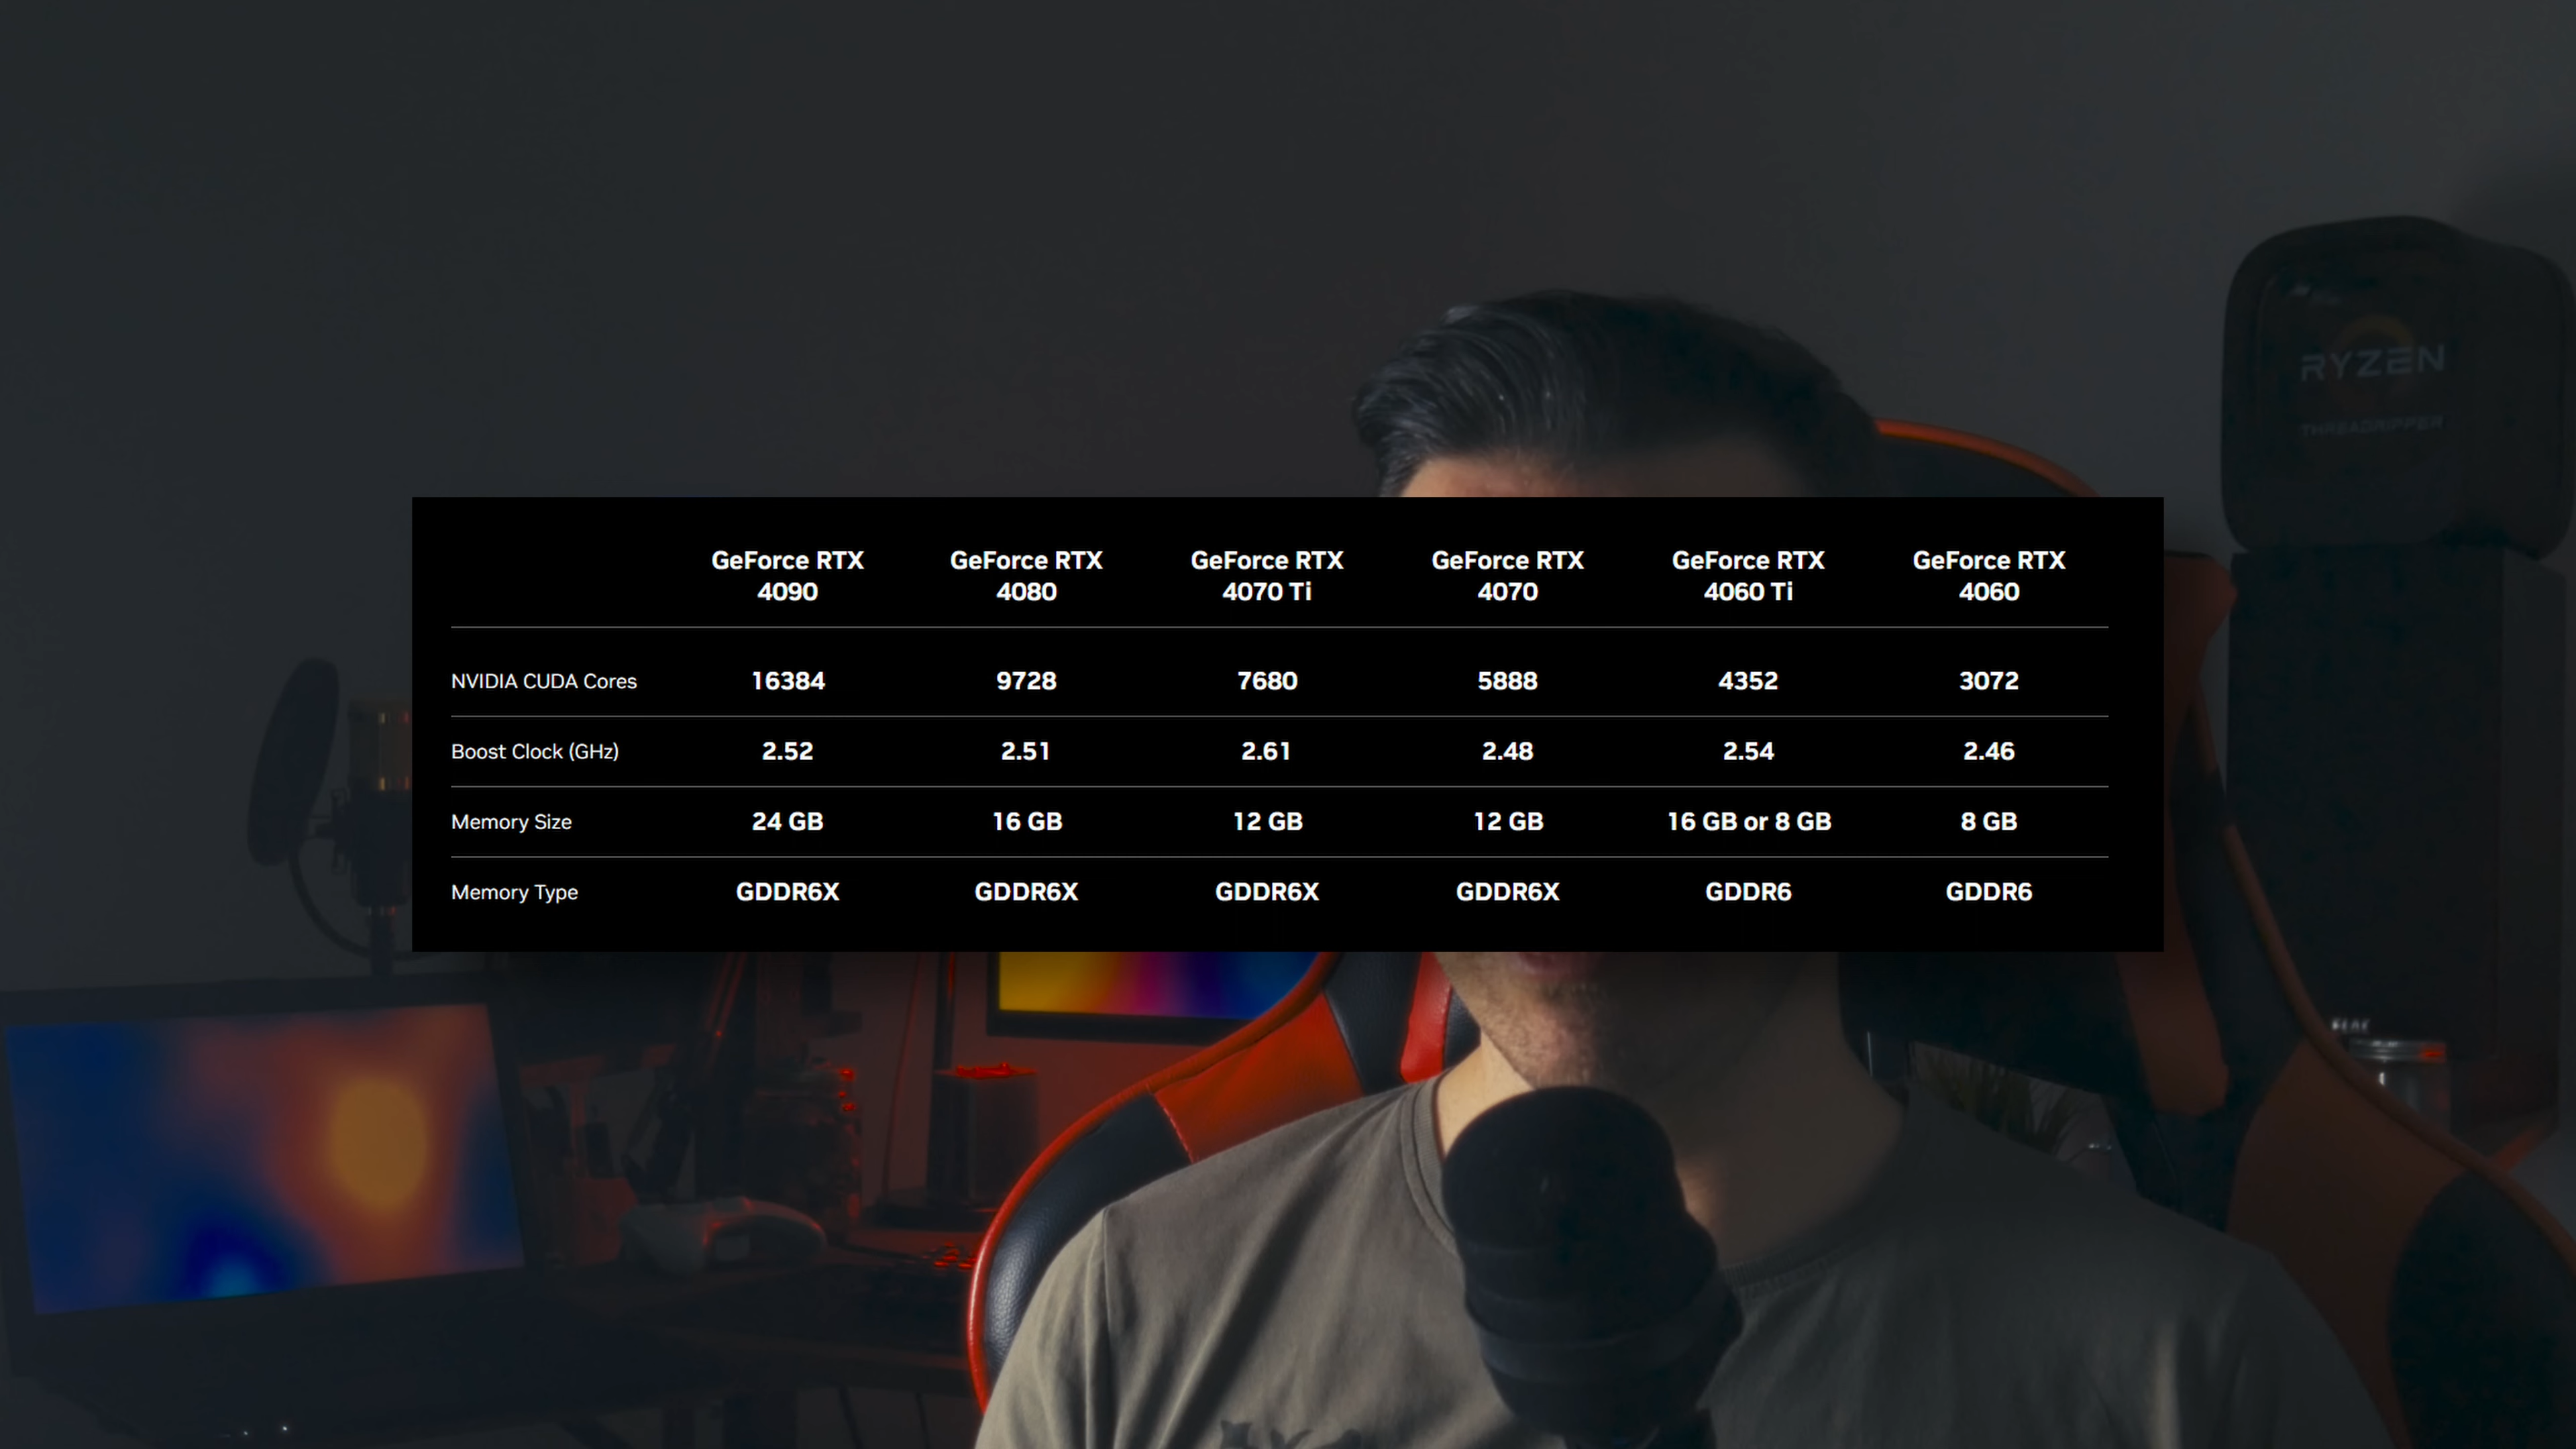 RYZEN
THREADRIPPER
GeForce RTX GeForce RTX GeForce RTX GeForce RTX GeForce RTX GeForce RTX
4090 4080 4070 Ti 4070 4060 Ti 4060
NVIDIA CUDA Cores 16384 9728 7680 5888 4352 3072
Boost Clock (GHz) 2.52 2.51 2.61 2.48 2.54 2.46
Memory Size 24 GB 16 GB 12 GB 12 GB 16 GB or 8 GB 8 GB
Memory Type GDDR6X GDDR6X GDDR6X GDDR6X GDDR6 GDDR6